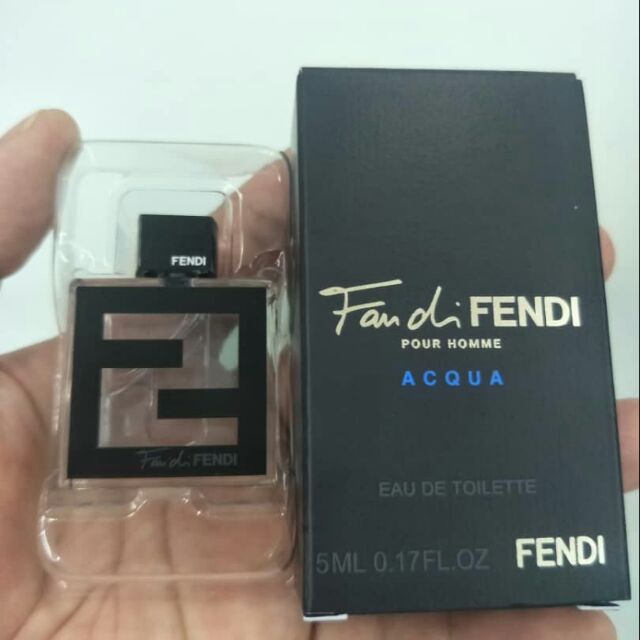 FENDI
Fan di FENDI
Fan di FENDI
POUR HOMME
ACQUA
EAU DE TOILETTE
5ML 0.17FL.OZ FENDI